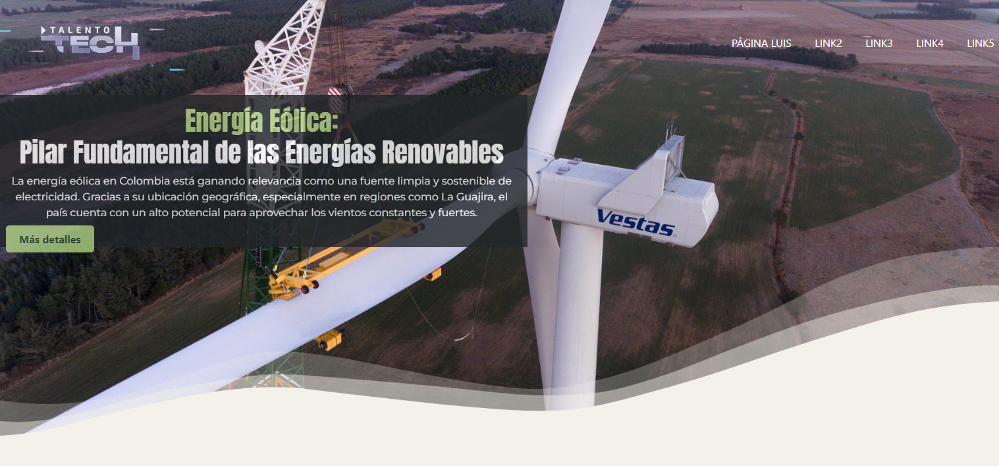 TALENTO
TECH
PÁGINA LUIS LINK2 LINK3 LINK4 LINK5
Energía Eólica:
Pilar Fundamental de las Energías Renovables
La energía eólica en Colombia está ganando relevancia como una fuente limpia y sostenible de
electricidad. Gracias a su ubicación geográfica, especialmente en regiones como La Guajira, el
país cuenta con un alto potencial para aprovechar los vientos constantes y fuertes.
Más detalles
Vestas